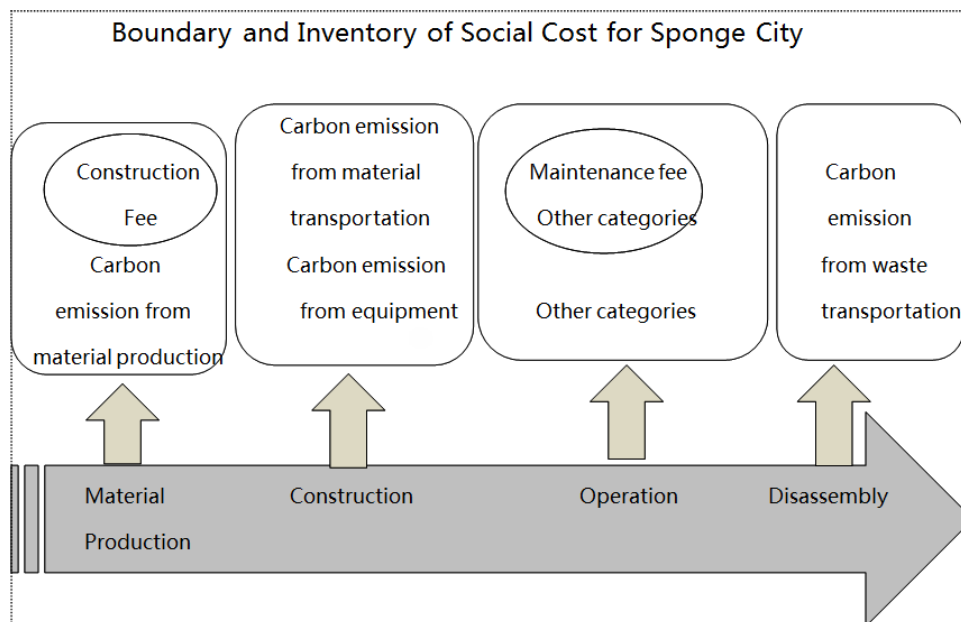 Boundary and Inventory of Social Cost for Sponge City
Construction
Fee
Carbon
emission from
material production
Carbon emission
from material
transportation
Carbon emission
from equipment
Maintenance fee
Other categories
Other categories
Carbon
emission
from waste
transportation
Material
Production
Construction
Operation
Disassembly